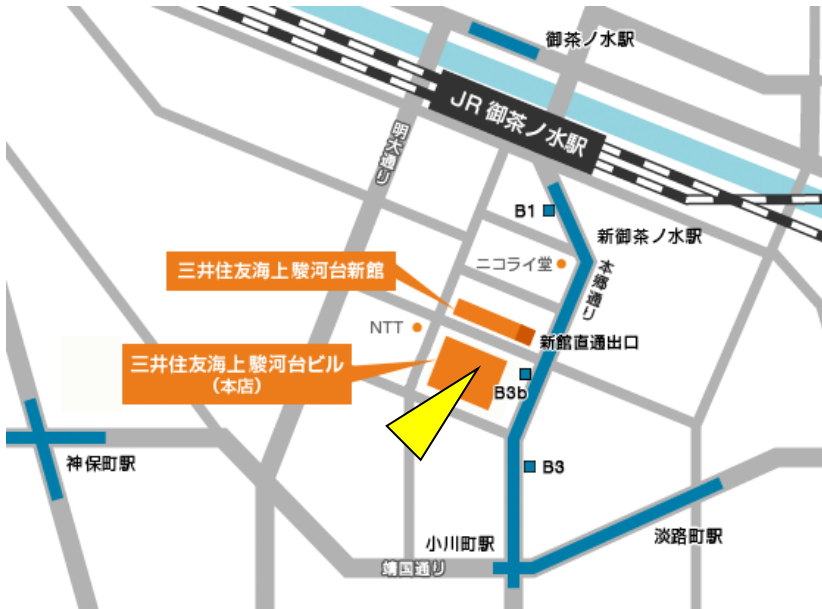 御茶ノ水駅
JR 御茶ノ水駅
明大通り
B1
新御茶ノ水駅
ニコライ堂
本郷通り
三井住友海上 駿河台新館
NTT
新館直通出口
三井住友海上 駿河台ビル
（本店）
B3b
神保町駅
B3
小川町駅
淡路町駅
靖国通り